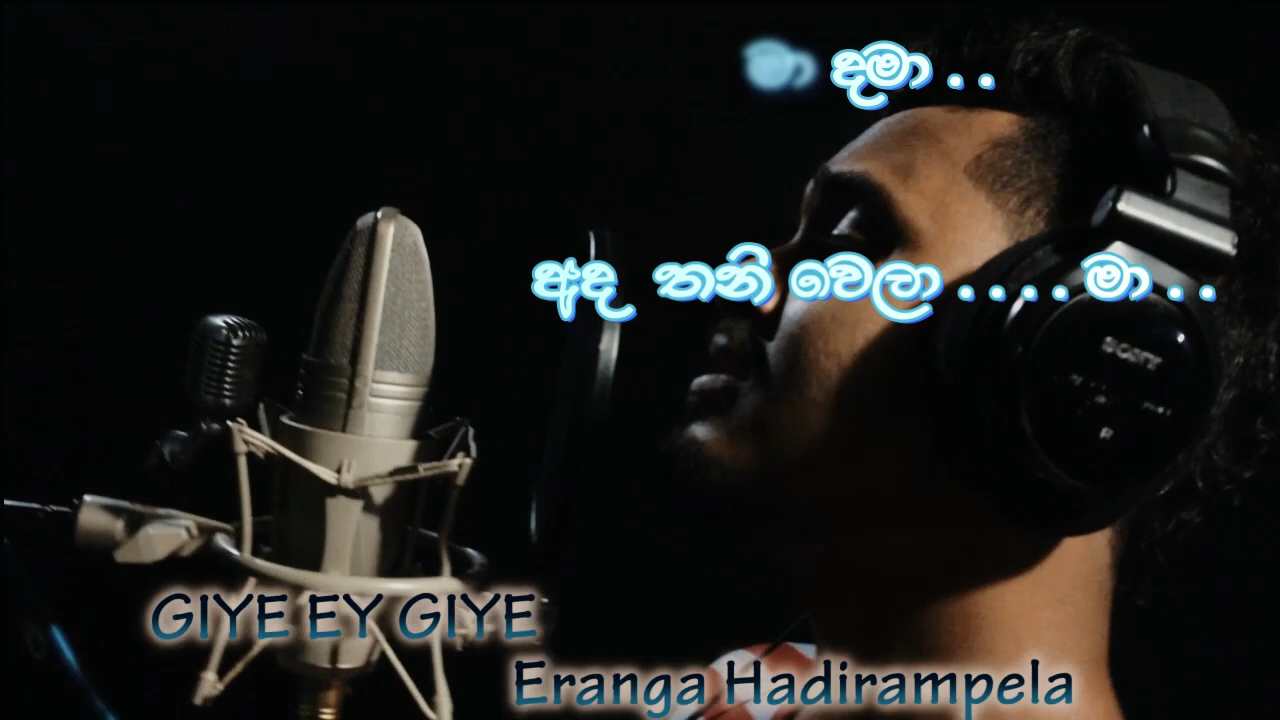 මා දමා . .
අද තනි වෙලා . . . . මා . .
SONY
R
GIYE EY GIYE
Eranga Hadirampela